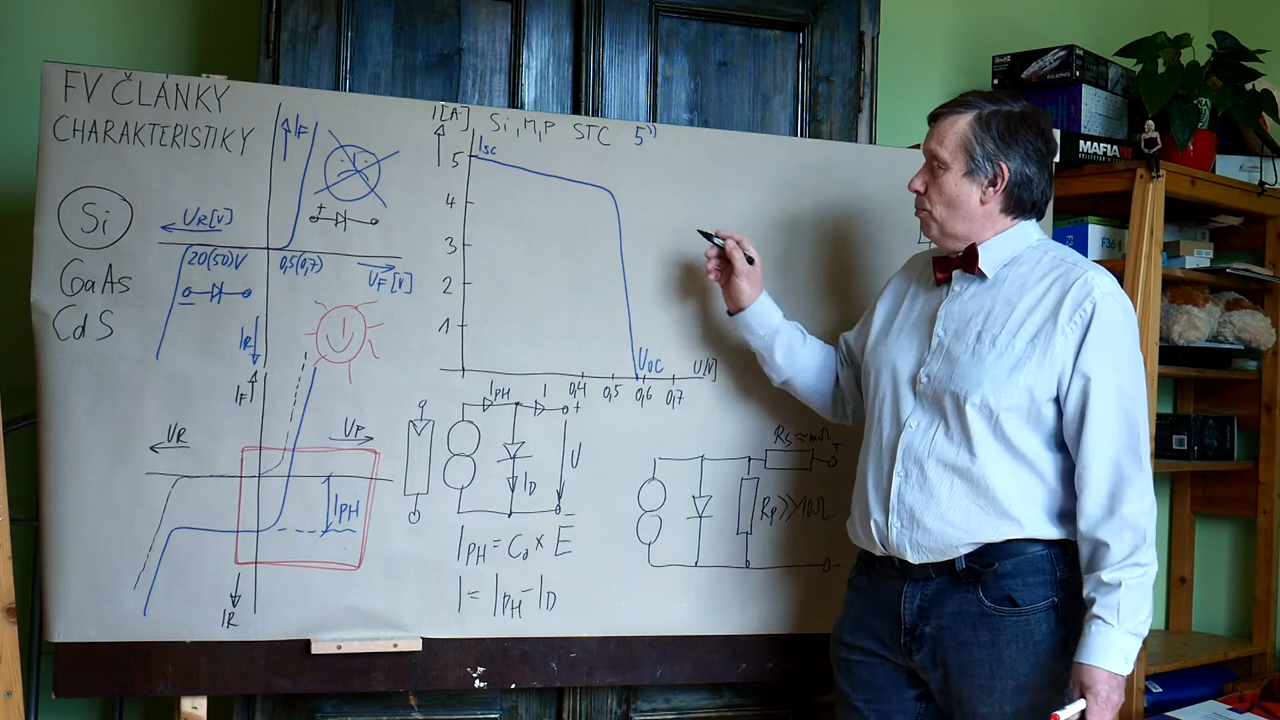 FV ČLÁNKY
CHARAKTERISTIKY
Si
GaAs
CdS
IF
+
UR[V]
20(50)V
0,5(0,7)
UF[V]
IR
IF
UR
UF
IPH
IR
I[A]
Si, M, P STC 5"
ISC
5
4
3
2
1
UOC
U[V]
0,4 0,5 0,6 0,7
IPH
I
+
ID
U
-
IPH = C0 × E
I = IPH - ID
RS ≈ mΩ
RP >> 10Ω
-
MAFIA III
F36